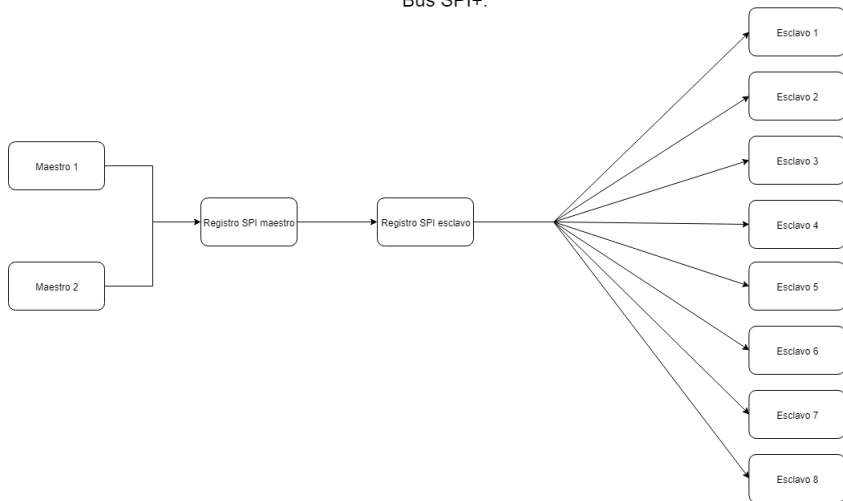 Bus SPI+.
Esclavo 1
Esclavo 2
Maestro 1
Esclavo 3
Registro SPI maestro
Registro SPI esclavo
Esclavo 4
Maestro 2
Esclavo 5
Esclavo 6
Esclavo 7
Esclavo 8